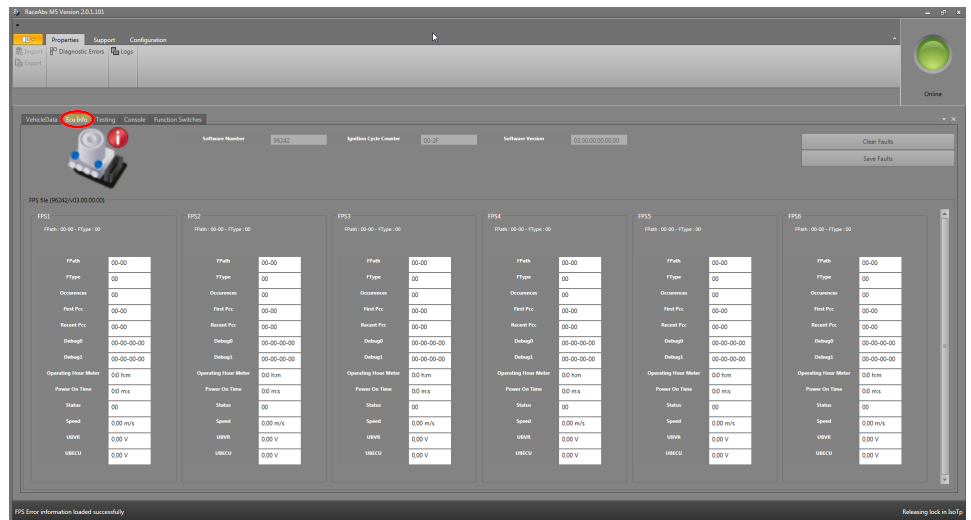 RaceAbs M5 Version 2.0.1.101
Properties Support Configuration
Import Diagnostic Errors Logs
Export
Online
VehicleData Ecu Info Testing Console Function Switches
Software Number 96242 Ignition Cycle Counter 00-2F Software Version 03.00.00.00.00.00 Clear Faults
Save Faults
FPS file (96242/v03.00.00.00)
FPS1 FPS2 FPS3 FPS4 FPS5 FPS6
FPath : 00-00 - FType : 00 FPath : 00-00 - FType : 00 FPath : 00-00 - FType : 00 FPath : 00-00 - FType : 00 FPath : 00-00 - FType : 00 FPath : 00-00 - FType : 00
FPath 00-00 FPath 00-00 FPath 00-00 FPath 00-00 FPath 00-00 FPath 00-00
FType 00 FType 00 FType 00 FType 00 FType 00 FType 00
Occurences 00 Occurences 00 Occurences 00 Occurences 00 Occurences 00 Occurences 00
First Pcc 00-00 First Pcc 00-00 First Pcc 00-00 First Pcc 00-00 First Pcc 00-00 First Pcc 00-00
Recent Pcc 00-00 Recent Pcc 00-00 Recent Pcc 00-00 Recent Pcc 00-00 Recent Pcc 00-00 Recent Pcc 00-00
Debug0 00-00-00-00 Debug0 00-00-00-00 Debug0 00-00-00-00 Debug0 00-00-00-00 Debug0 00-00-00-00 Debug0 00-00-00-00
Debug1 00-00-00-00 Debug1 00-00-00-00 Debug1 00-00-00-00 Debug1 00-00-00-00 Debug1 00-00-00-00 Debug1 00-00-00-00
Operating Hour Meter 0:0 h:m Operating Hour Meter 0:0 h:m Operating Hour Meter 0:0 h:m Operating Hour Meter 0:0 h:m Operating Hour Meter 0:0 h:m Operating Hour Meter 0:0 h:m
Power On Time 0:0 m:s Power On Time 0:0 m:s Power On Time 0:0 m:s Power On Time 0:0 m:s Power On Time 0:0 m:s Power On Time 0:0 m:s
Status 00 Status 00 Status 00 Status 00 Status 00 Status 00
Speed 0,00 m/s Speed 0,00 m/s Speed 0,00 m/s Speed 0,00 m/s Speed 0,00 m/s Speed 0,00 m/s
UBVR 0,00 V UBVR 0,00 V UBVR 0,00 V UBVR 0,00 V UBVR 0,00 V UBVR 0,00 V
UBECU 0,00 V UBECU 0,00 V UBECU 0,00 V UBECU 0,00 V UBECU 0,00 V UBECU 0,00 V
FPS Error information loaded successfully Releasing lock in IsoTp